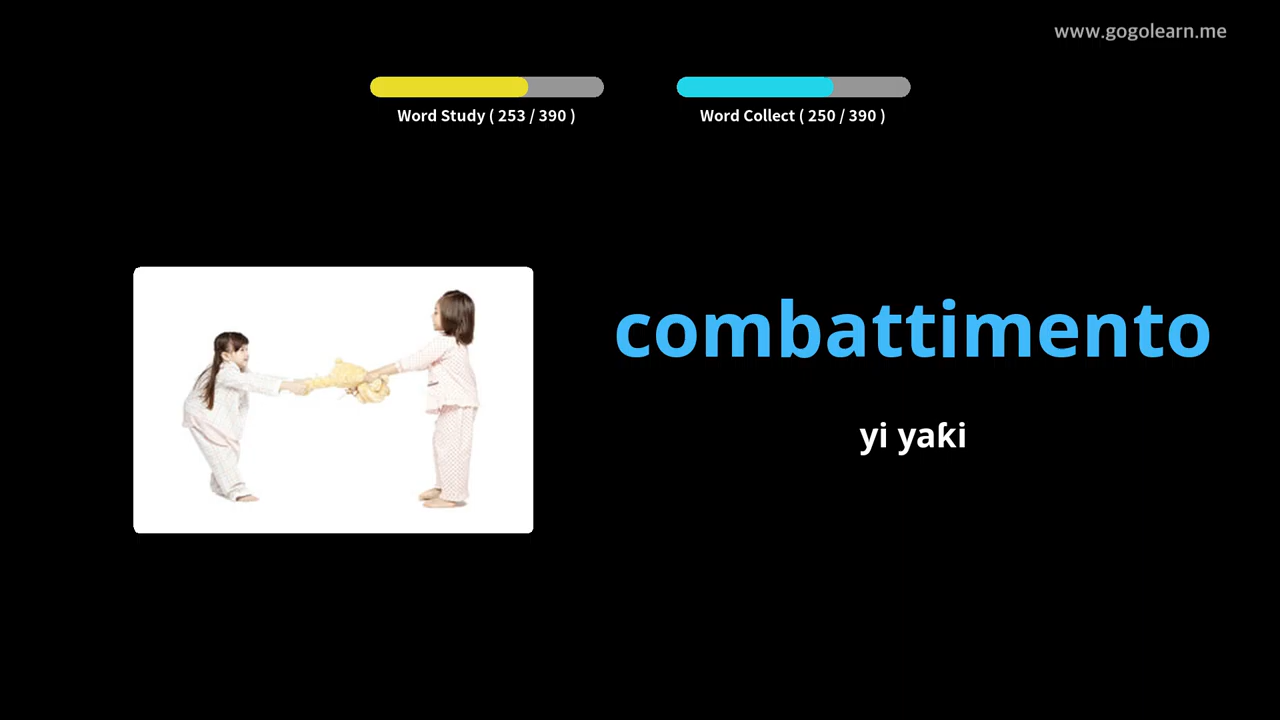 www.gogolearn.me
Word Study ( 253 / 390 )
Word Collect ( 250 / 390 )
combattimento
yi yaƙi